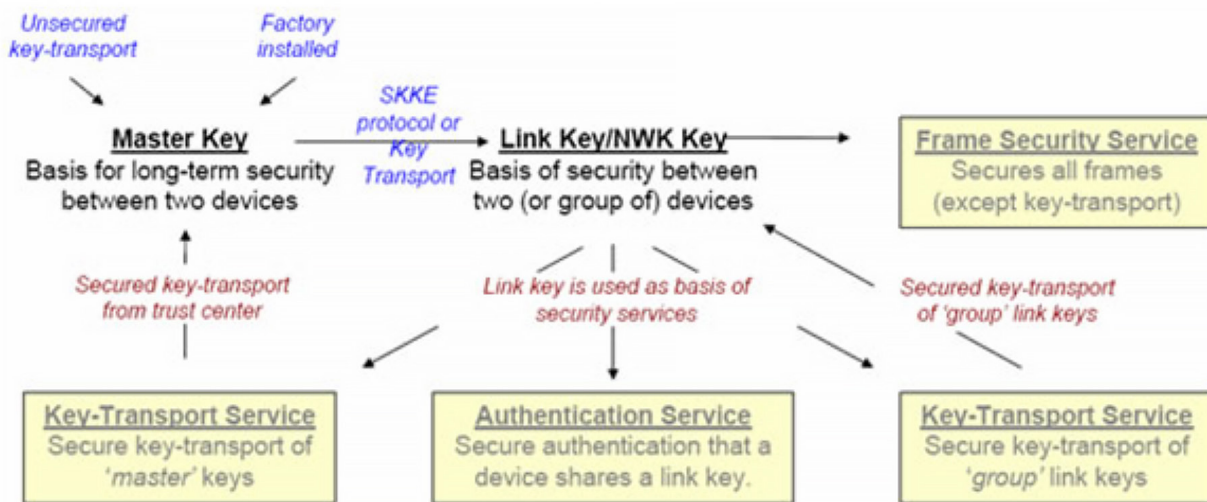 Unsecured
key-transport
Factory
installed
SKKE
protocol or
Key
Transport
Master Key
Basis for long-term security
between two devices
Link Key/NWK Key
Basis of security between
two (or group of) devices
Frame Security Service
Secures all frames
(except key-transport)
Secured key-transport
from trust center
Link key is used as basis of
security services
Secured key-transport
of 'group' link keys
Key-Transport Service
Secure key-transport of
'master' keys
Authentication Service
Secure authentication that a
device shares a link key.
Key-Transport Service
Secure key-transport of
'group' link keys